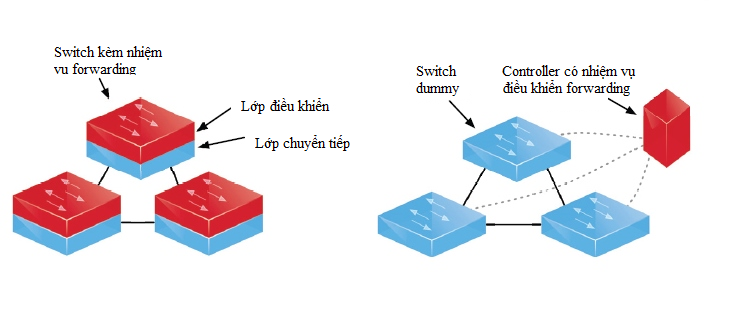 Switch kèm nhiệm
vu forwarding
Lớp điều khiển
Lớp chuyển tiếp
Switch
dummy
Controller có nhiệm vụ
điều khiển forwarding